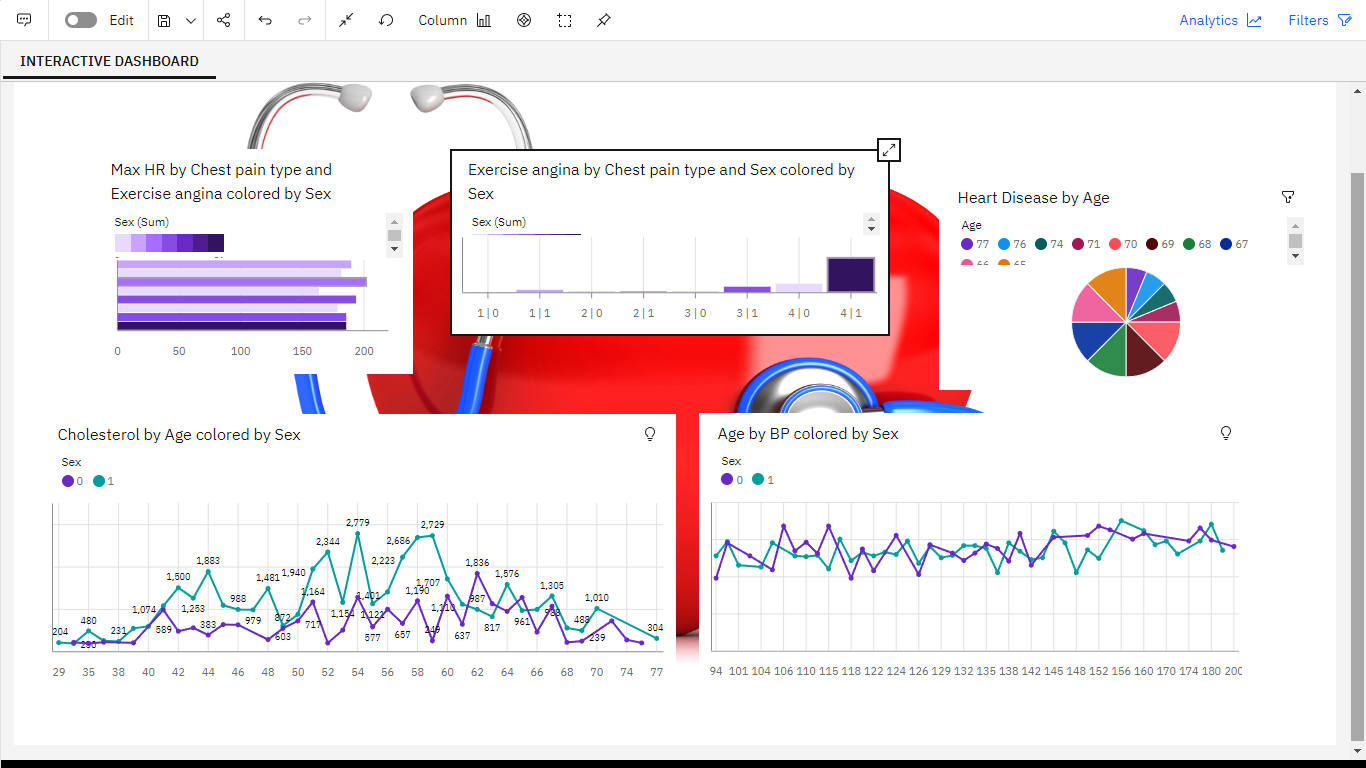 Edit
Column
Analytics
Filters
INTERACTIVE DASHBOARD
Max HR by Chest pain type and
Exercise angina colored by Sex
Sex (Sum)
0 50 100 150 200
Exercise angina by Chest pain type and Sex colored by
Sex
Sex (Sum)
1 | 0 1 | 1 2 | 0 2 | 1 3 | 0 3 | 1 4 | 0 4 | 1
Heart Disease by Age
Age
77 76 74 71 70 69 68 67
66 65
Cholesterol by Age colored by Sex
Sex
0 1
2,779 2,729
2,344 2,686
1,883 2,223
1,500 1,481 1,940 1,836
1,576
1,707
1,074 1,253 988 1,164 1,401 1,190 1,305
987 1,010
204 480 231 589 383 979 872 717 1,154 1,121 1,110 817 961 993 488 304
290 603 577 657 249 637 239
29 35 38 40 42 44 46 48 50 52 54 56 58 60 62 64 66 68 70 74 77
Age by BP colored by Sex
Sex
0 1
94 101 104 106 110 115 118 122 124 126 129 132 135 138 142 145 148 152 156 160 170 174 180 200